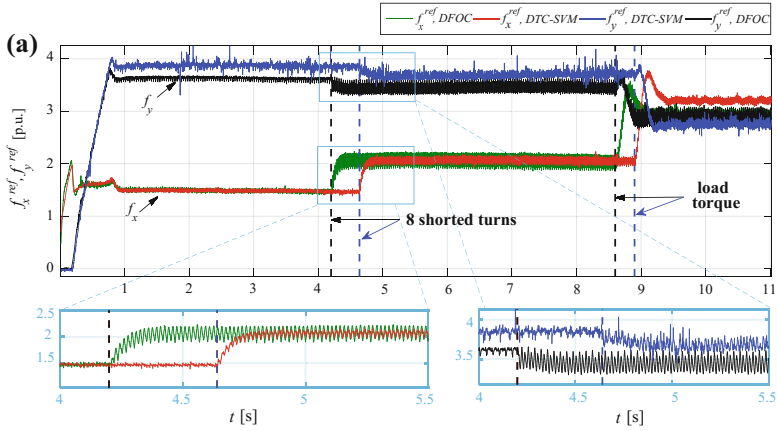 f_x^ref, DFOC f_x^ref, DTC-SVM f_y^ref, DTC-SVM f_y^ref, DFOC
(a)
f_x^ref, f_y^ref [p.u.]
4
3
2
1
0
f_y
f_x
8 shorted turns
load
torque
1 2 3 4 5 6 7 8 9 10 11
2.5
2
1.5
4 4.5 5 5.5
t [s]
4
3.5
4 4.5 5 5.5
t [s]